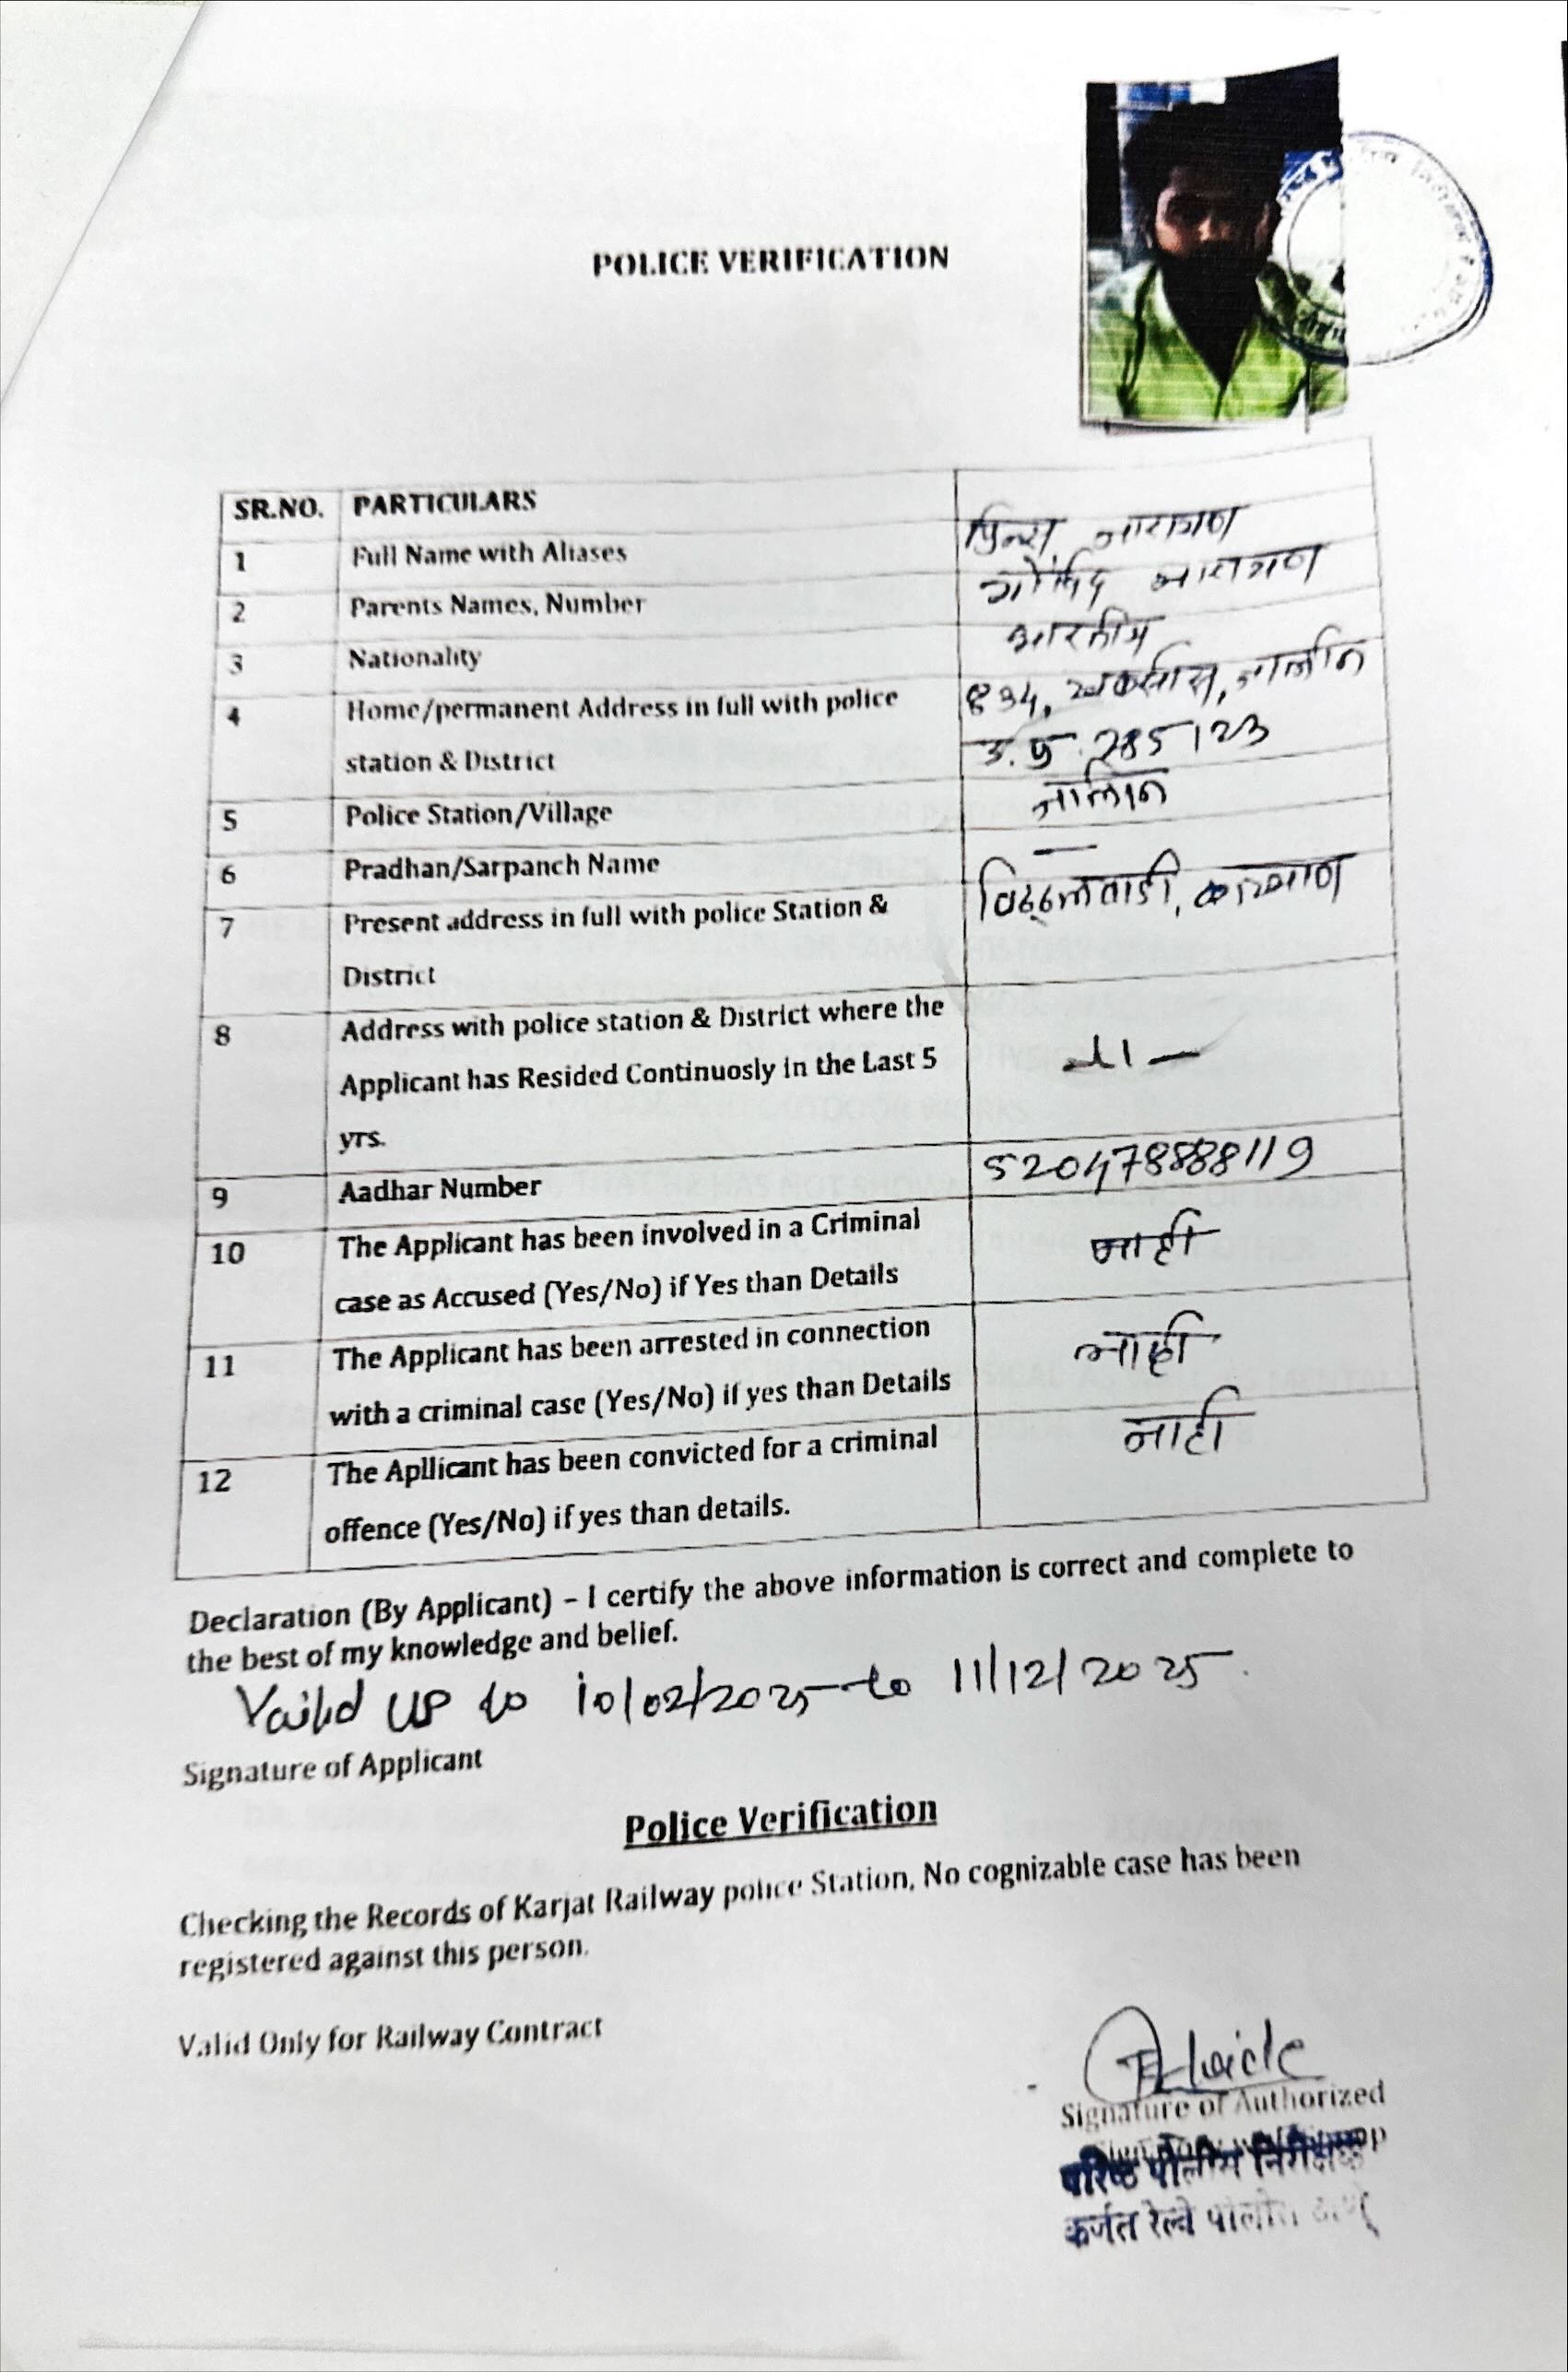 POLICE VERIFICATION
SR.NO. PARTICULARS
1 Full Name with Aliases प्रिन्स नारायण
2 Parents Names, Number गोविंद नारायण
3 Nationality भारतीय
4 Home/permanent Address in full with police 834, जालौन
station & District उ.प्र. 285123
5 Police Station/Village जालौन
6 Pradhan/Sarpanch Name —
7 Present address in full with police Station & विठ्ठलवाडी, कल्याण
District
8 Address with police station & District where the
Applicant has Resided Continuosly in the Last 5 -11-
yrs.
9 Aadhar Number 520478888119
10 The Applicant has been involved in a Criminal नाही
case as Accused (Yes/No) if Yes than Details
11 The Applicant has been arrested in connection नाही
with a criminal case (Yes/No) if yes than Details
12 The Apllicant has been convicted for a criminal नाही
offence (Yes/No) if yes than details.
Declaration (By Applicant) – I certify the above information is correct and complete to
the best of my knowledge and belief.
Vailid UP to 10/02/2025 to 11/12/2025.
Signature of Applicant
Police Verification
Checking the Records of Karjat Railway police Station, No cognizable case has been
registered against this person.
Valid Only for Railway Contract
Signature of Authorized
वरिष्ठ पोलीस निरीक्षक
कर्जत रेल्वे पोलीस ठाणे